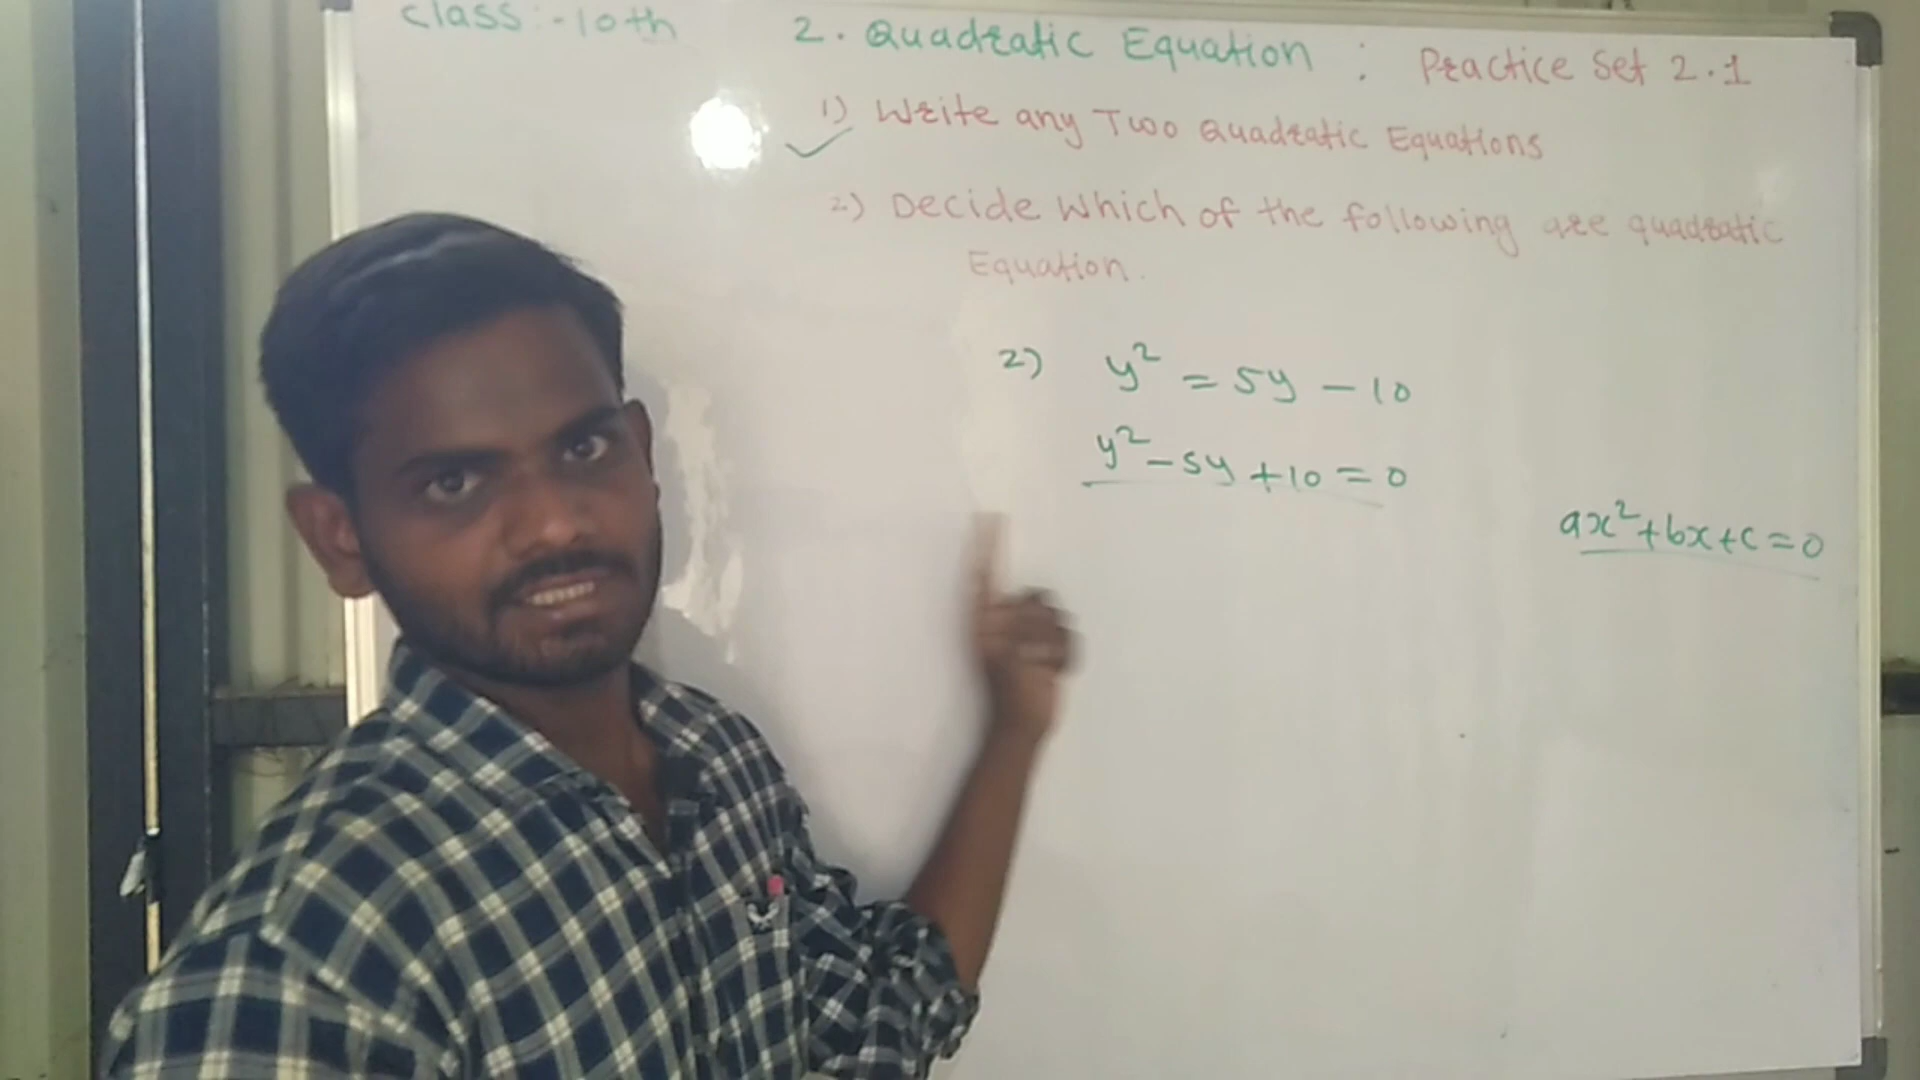 Class :- 10th
2. Quadratic Equation : Practice Set 2.1
1) Write any Two Quadratic Equations
2) Decide Which of the following are quadratic
Equation.
2) y² = 5y - 10
y² - 5y + 10 = 0
ax² + bx + c = 0